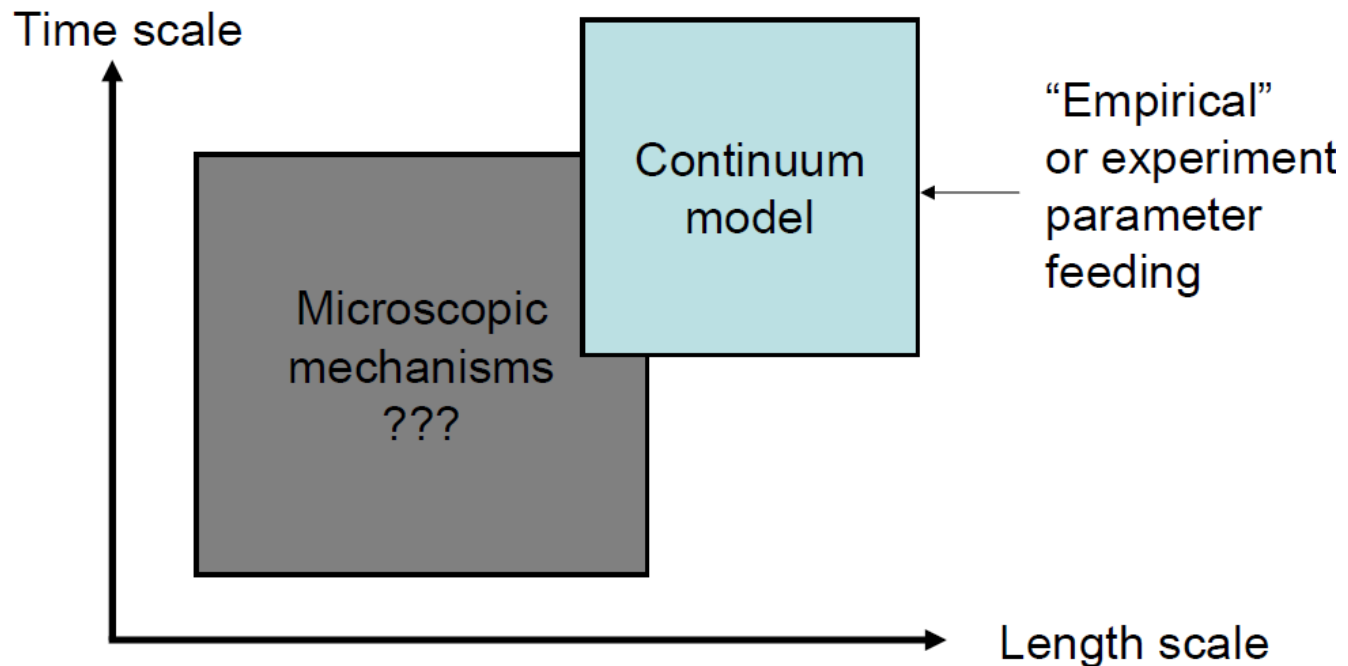 Time scale
Continuum
model
“Empirical”
or experiment
parameter
feeding
Microscopic
mechanisms
???
Length scale